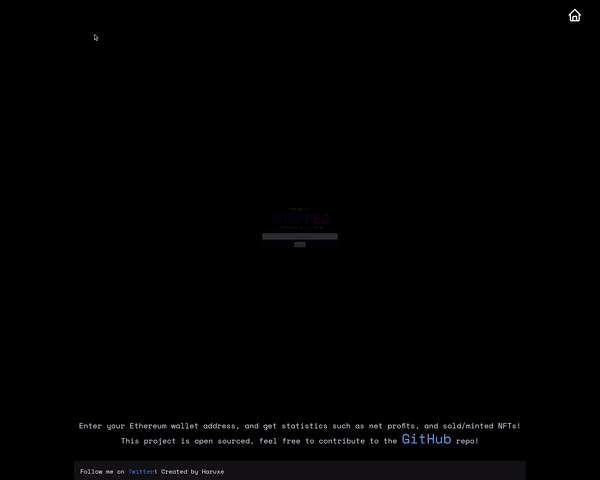 WRAPPED
Enter your Ethereum wallet address, and get statistics such as net profits, and sold/minted NFTs!
This project is open sourced, feel free to contribute to the GitHub repo!
Follow me on Twitter! Created by Haruxe